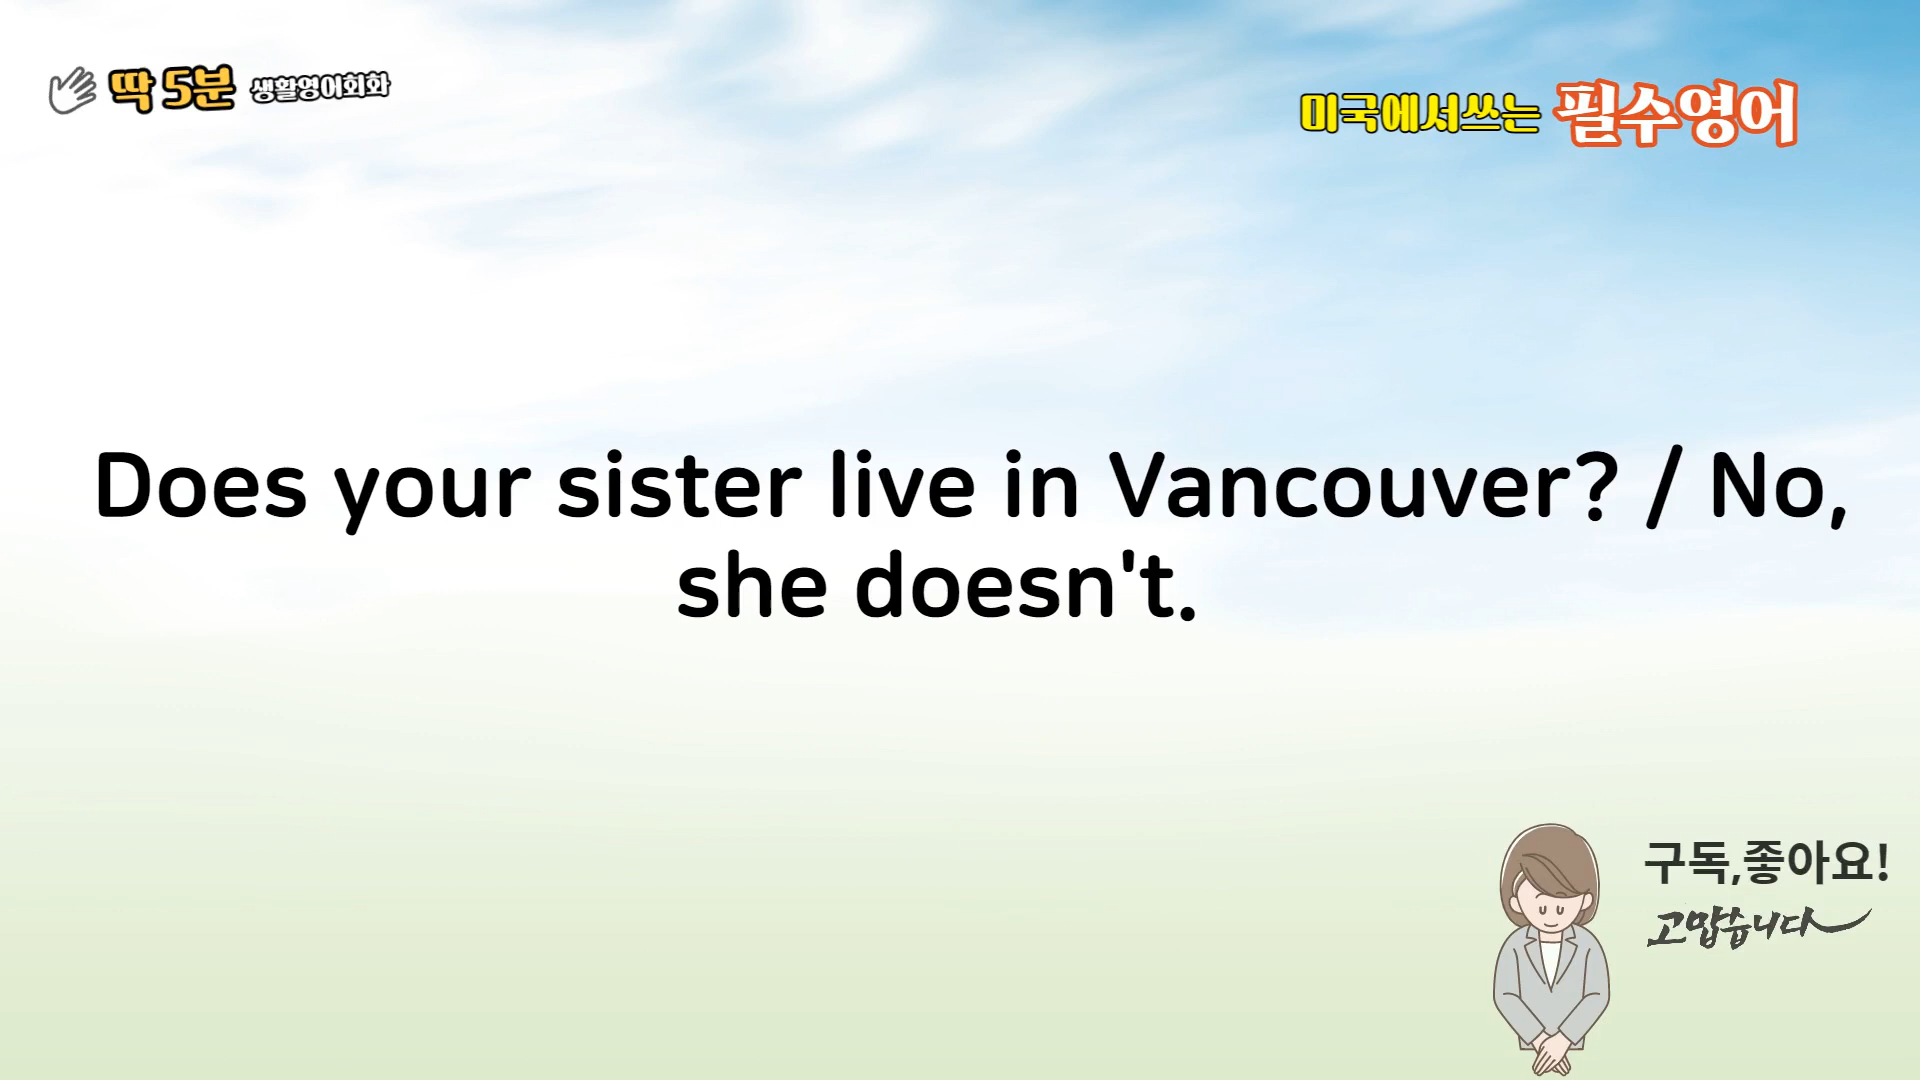 딱 5분 생활영어회화
미국에서쓰는 필수영어
Does your sister live in Vancouver? / No,
she doesn't.
구독,좋아요!
고맙습니다